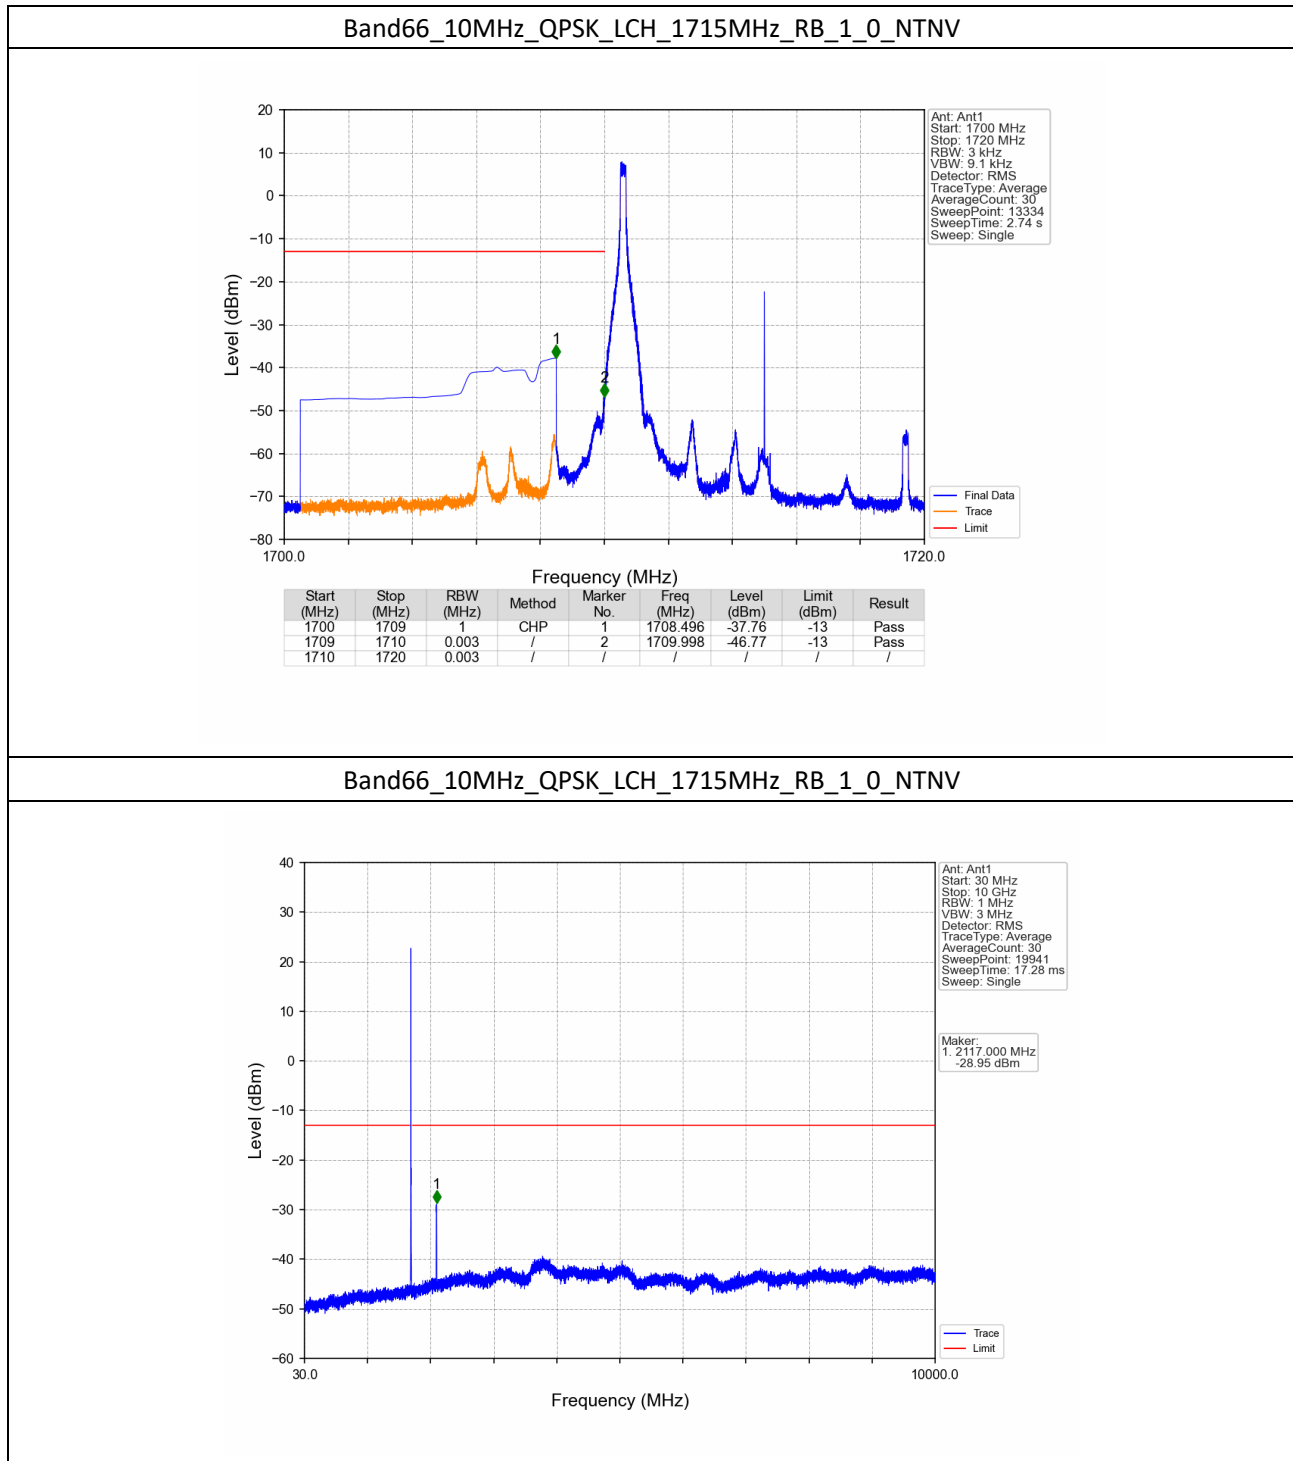 Band66_10MHz_QPSK_LCH_1715MHz_RB_1_0_NTNV
20
10
0
−10
−20
−30
−40
−50
−60
−70
−80
Level (dBm)
1
2
1700.0
1720.0
Frequency (MHz)
Ant: Ant1
Start: 1700 MHz
Stop: 1720 MHz
RBW: 3 kHz
VBW: 9.1 kHz
Detector: RMS
TraceType: Average
AverageCount: 30
SweepPoint: 13334
SweepTime: 2.74 s
Sweep: Single
Final Data
Trace
Limit
Start (MHz) Stop (MHz) RBW (MHz) Method Marker No. Freq (MHz) Level (dBm) Limit (dBm) Result
1700 1709 1 CHP 1 1708.496 -37.76 -13 Pass
1709 1710 0.003 / 2 1709.998 -46.77 -13 Pass
1710 1720 0.003 / / / / / /
Band66_10MHz_QPSK_LCH_1715MHz_RB_1_0_NTNV
40
30
20
10
0
−10
−20
−30
−40
−50
−60
Level (dBm)
1
30.0
10000.0
Frequency (MHz)
Ant: Ant1
Start: 30 MHz
Stop: 10 GHz
RBW: 1 MHz
VBW: 3 MHz
Detector: RMS
TraceType: Average
AverageCount: 30
SweepPoint: 19941
SweepTime: 17.28 ms
Sweep: Single
Maker:
1. 2117.000 MHz
-28.95 dBm
Trace
Limit